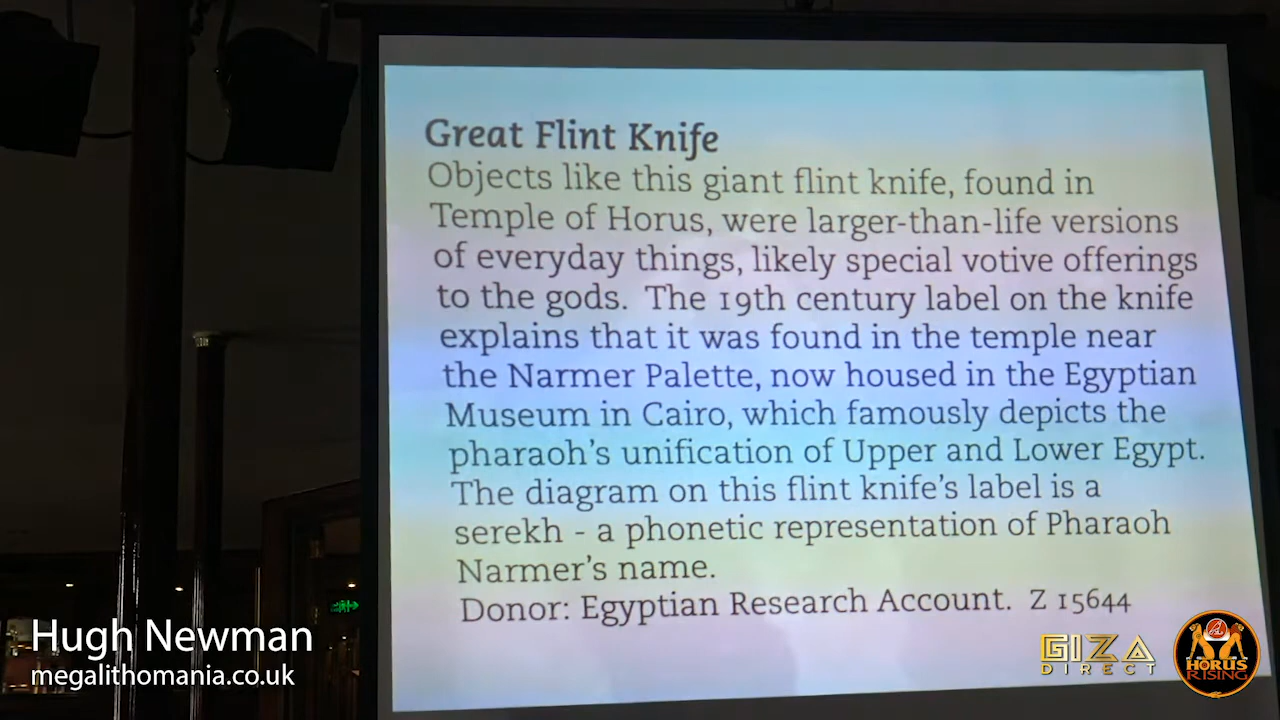 Great Flint Knife
Objects like this giant flint knife, found in
Temple of Horus, were larger-than-life versions
of everyday things, likely special votive offerings
to the gods. The 19th century label on the knife
explains that it was found in the temple near
the Narmer Palette, now housed in the Egyptian
Museum in Cairo, which famously depicts the
pharaoh's unification of Upper and Lower Egypt.
The diagram on this flint knife's label is a
serekh - a phonetic representation of Pharaoh
Narmer's name.
Donor: Egyptian Research Account. Z 15644
Hugh Newman
megalithomania.co.uk
GIZA
DIRECT
HORUS
RISING